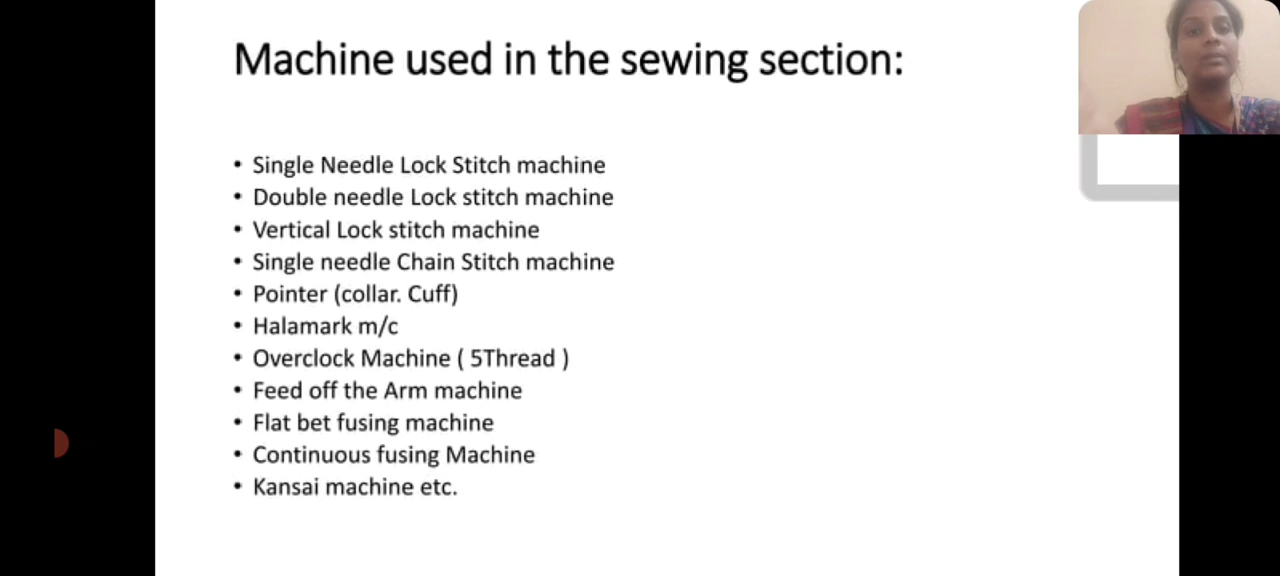 Machine used in the sewing section:
• Single Needle Lock Stitch machine
• Double needle Lock stitch machine
• Vertical Lock stitch machine
• Single needle Chain Stitch machine
• Pointer (collar. Cuff)
• Halamark m/c
• Overclock Machine ( 5Thread )
• Feed off the Arm machine
• Flat bet fusing machine
• Continuous fusing Machine
• Kansai machine etc.